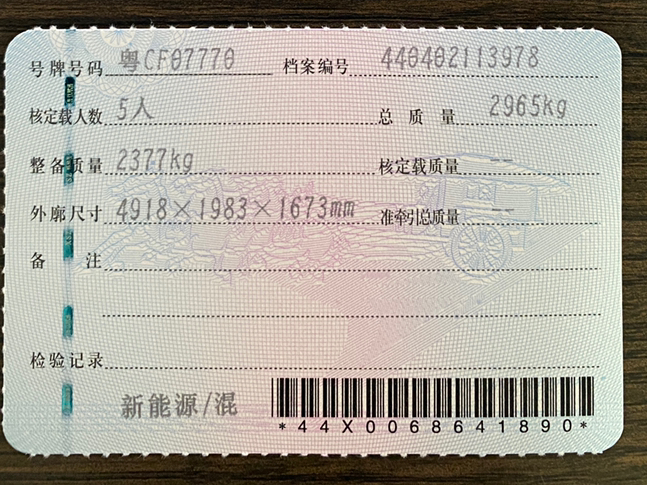 号牌号码 粤CF07770 档案编号 440402113978
核定载人数 5人 总质量 2965kg
整备质量 2377kg 核定载质量 --
外廓尺寸 4918×1983×1673mm 准牵引总质量 --
备注
检验记录
新能源/混
*44X0068641890*